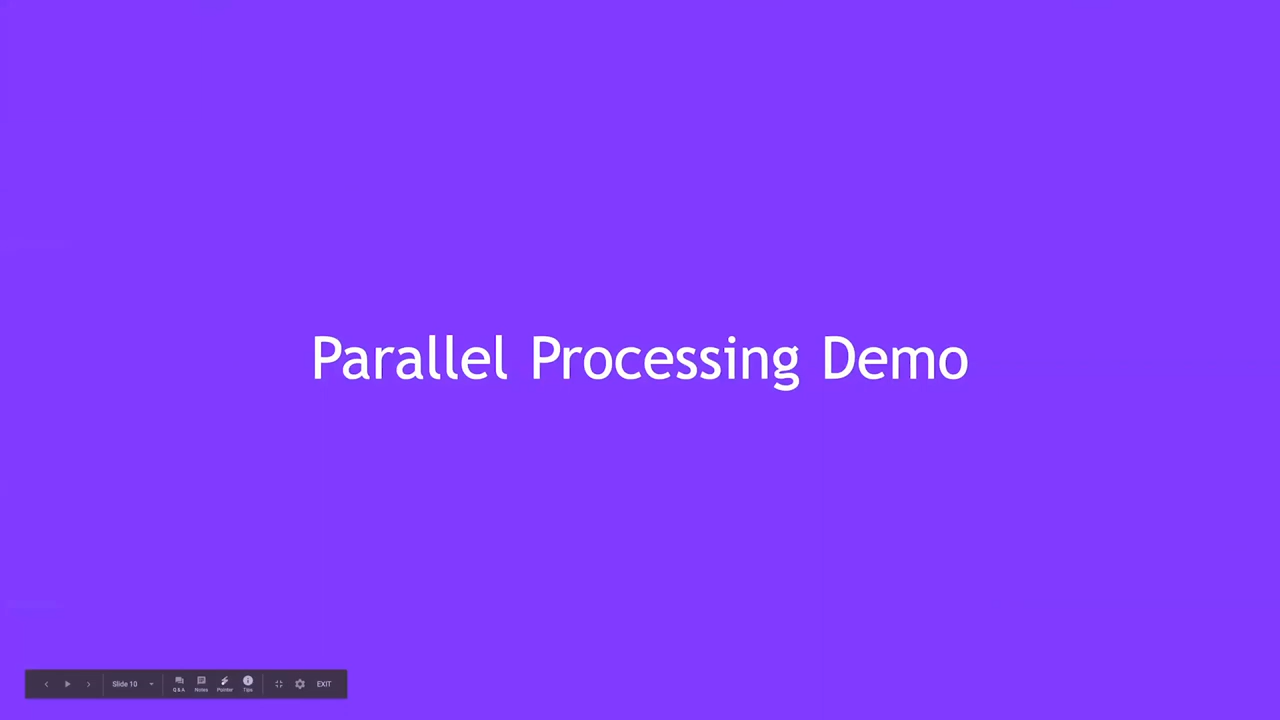 Parallel Processing Demo
Slide 10 Q&A Notes Pointer Tips EXIT